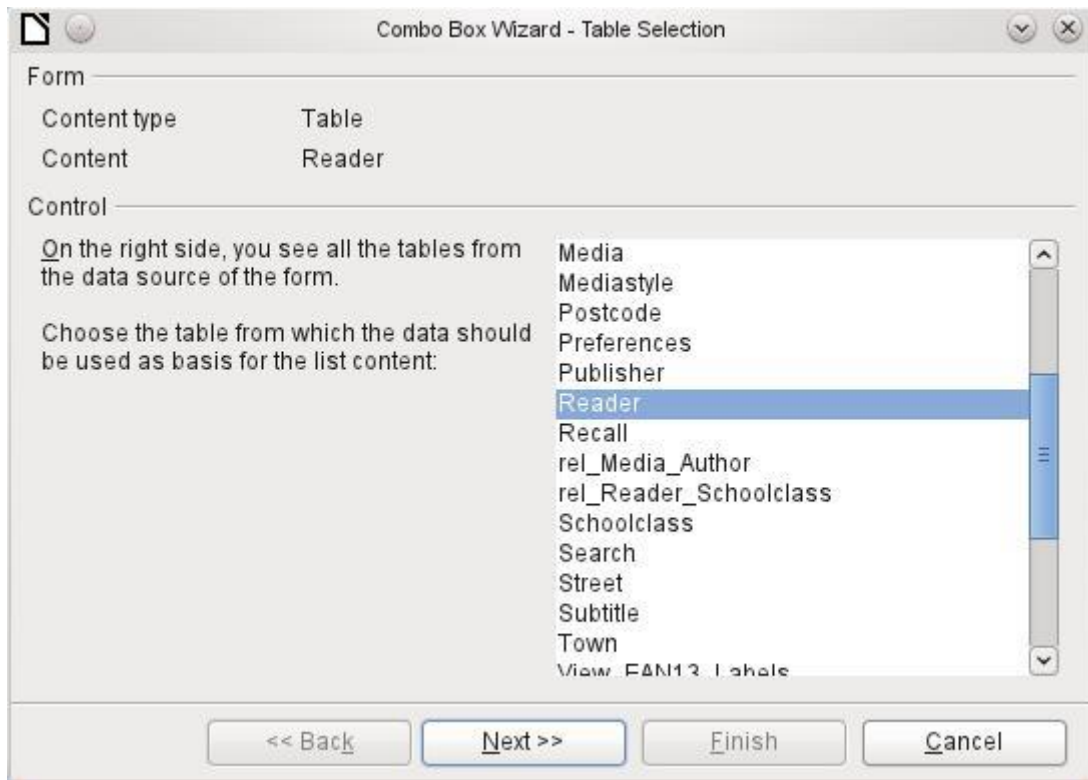 Combo Box Wizard - Table Selection
Form
Content type Table
Content Reader
Control
On the right side, you see all the tables from
the data source of the form.
Choose the table from which the data should
be used as basis for the list content:
Media
Mediastyle
Postcode
Preferences
Publisher
Reader
Recall
rel_Media_Author
rel_Reader_Schoolclass
Schoolclass
Search
Street
Subtitle
Town
View_EAN13_Labels
<< Back Next >> Finish Cancel